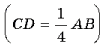 (CD = 1/4 AB)